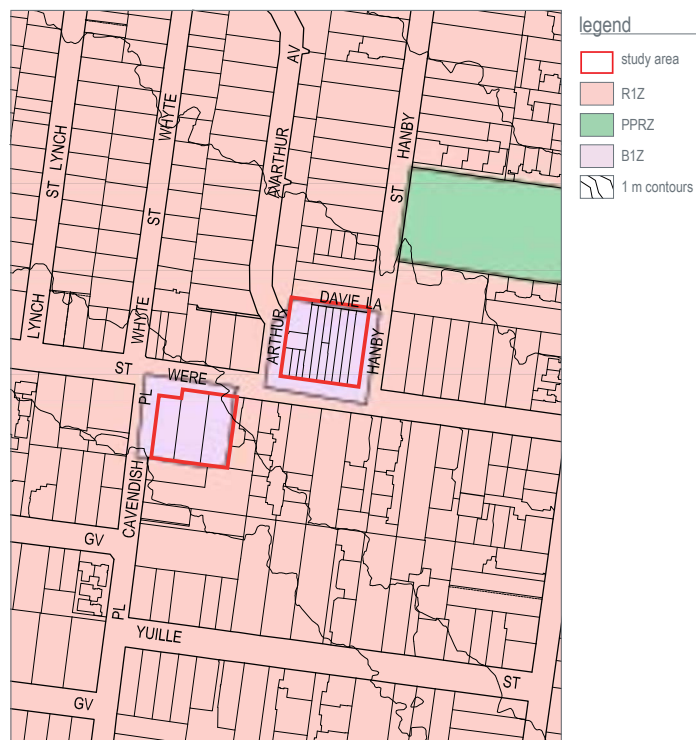 legend
study area
R1Z
PPRZ
B1Z
1 m contours
AV
HANBY
WHYTE
ARTHUR
ST LYNCH
AV
ST
ST
DAVIE LA
LYNCH
WHYTE
ARTHUR
HANBY
ST
WERE
PL
CAVENDISH
GV
PL
YUILLE
ST
GV